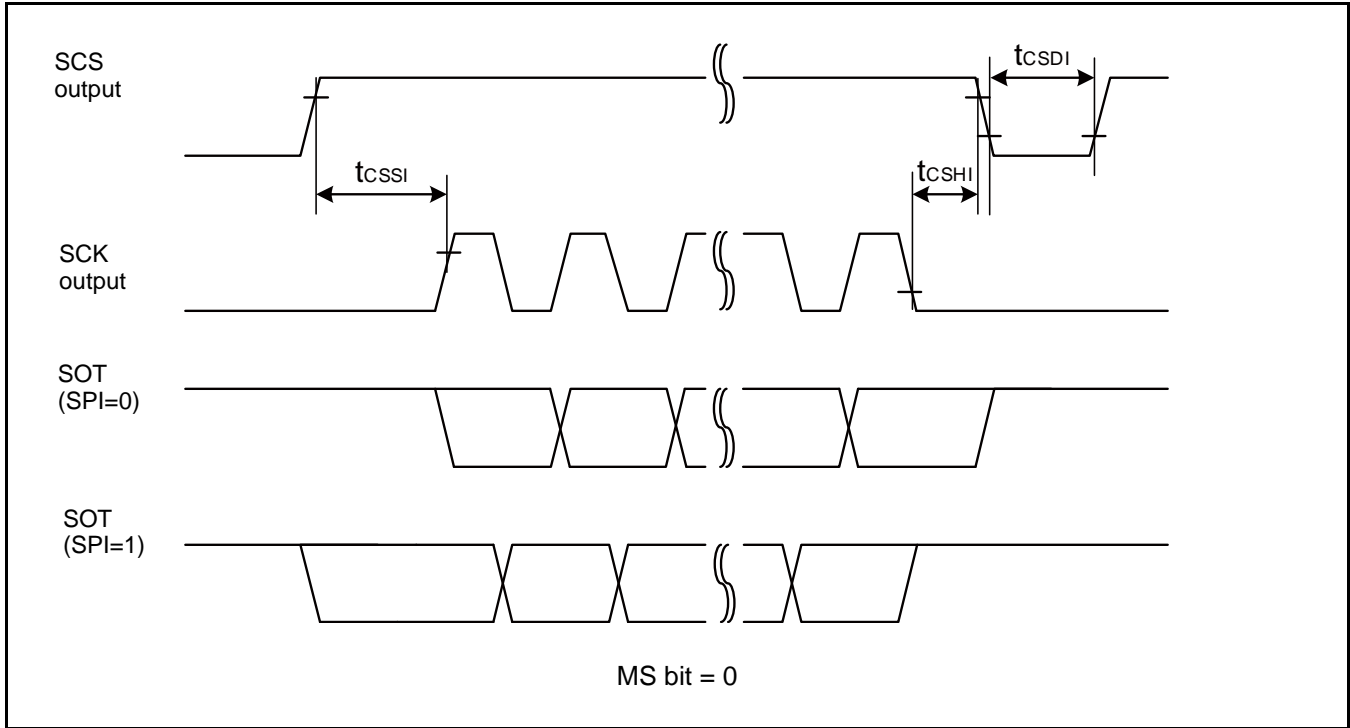 SCS
output
tCSDI
tCSSI
tCSHI
SCK
output
SOT
(SPI=0)
SOT
(SPI=1)
MS bit = 0